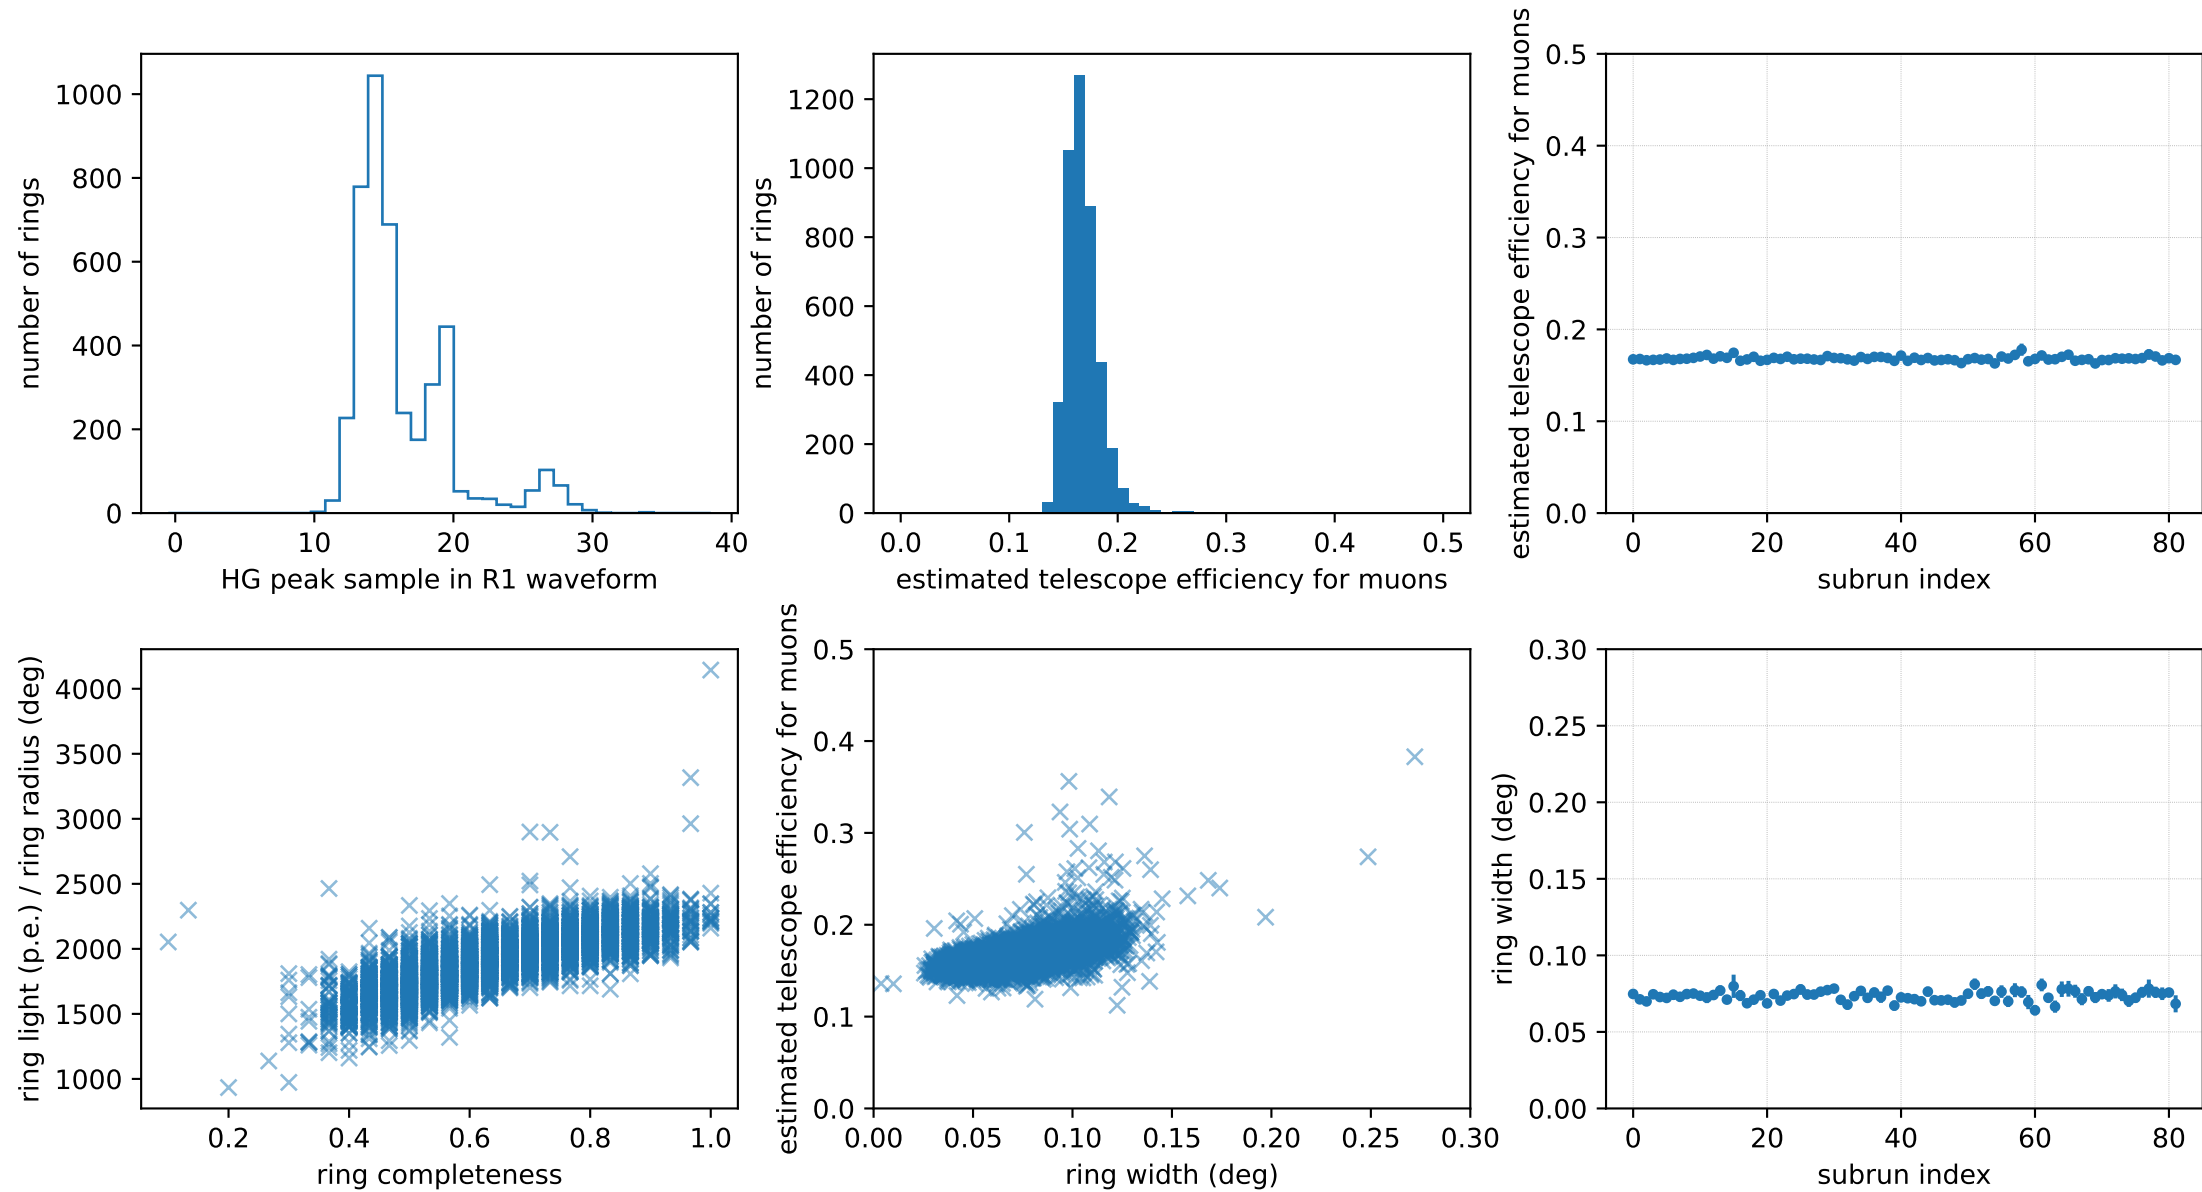 number of rings
1000
800
600
400
200
0
0 10 20 30 40
HG peak sample in R1 waveform
number of rings
1200
1000
800
600
400
200
0
0.0 0.1 0.2 0.3 0.4 0.5
estimated telescope efficiency for muons
estimated telescope efficiency for muons
0.5
0.4
0.3
0.2
0.1
0.0
0 20 40 60 80
subrun index
ring light (p.e.) / ring radius (deg)
4000
3500
3000
2500
2000
1500
1000
0.2 0.4 0.6 0.8 1.0
ring completeness
estimated telescope efficiency for muons
0.5
0.4
0.3
0.2
0.1
0.0
0.00 0.05 0.10 0.15 0.20 0.25 0.30
ring width (deg)
ring width (deg)
0.30
0.25
0.20
0.15
0.10
0.05
0.00
0 20 40 60 80
subrun index